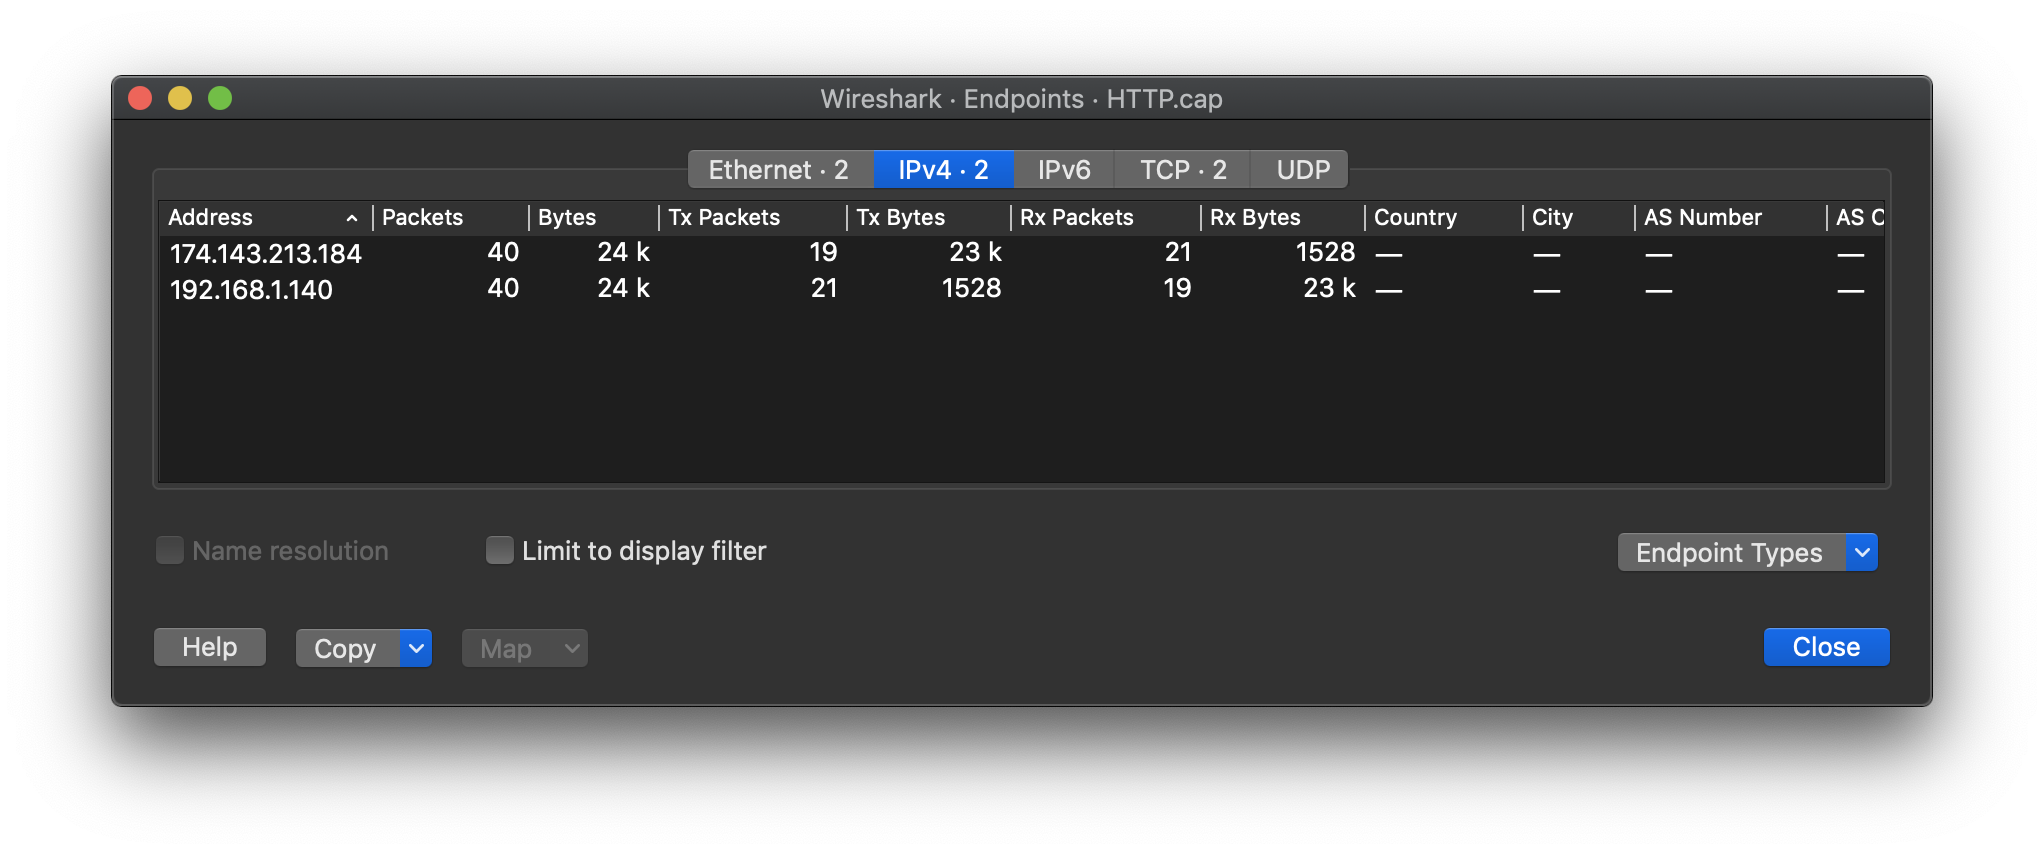 Wireshark · Endpoints · HTTP.cap
Ethernet · 2 IPv4 · 2 IPv6 TCP · 2 UDP
Address Packets Bytes Tx Packets Tx Bytes Rx Packets Rx Bytes Country City AS Number AS
174.143.213.184 40 24 k 19 23 k 21 1528 — — — —
192.168.1.140 40 24 k 21 1528 19 23 k — — — —
Name resolution Limit to display filter Endpoint Types
Help Copy Map Close